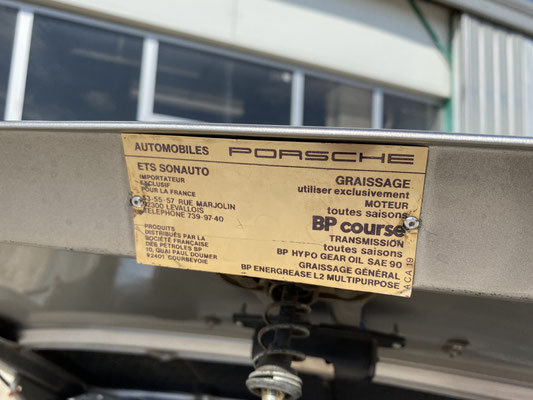 AUTOMOBILES PORSCHE
ETS SONAUTO
IMPORTATEUR
EXCLUSIF
POUR LA FRANCE
53-55-57 RUE MARJOLIN
92300 LEVALLOIS
TELEPHONE 739-97-40
PRODUITS
DISTRIBUÉS PAR LA
SOCIÉTÉ FRANÇAISE
DES PÉTROLES BP
10, QUAI PAUL DOUMER
92401 COURBEVOIE
GRAISSAGE
utiliser exclusivement
MOTEUR
toutes saisons
BP course
TRANSMISSION
toutes saisons
BP HYPO GEAR OIL SAE 90
GRAISSAGE GÉNÉRAL
BP ENERGREASE L2 MULTIPURPOSE
ACA 19